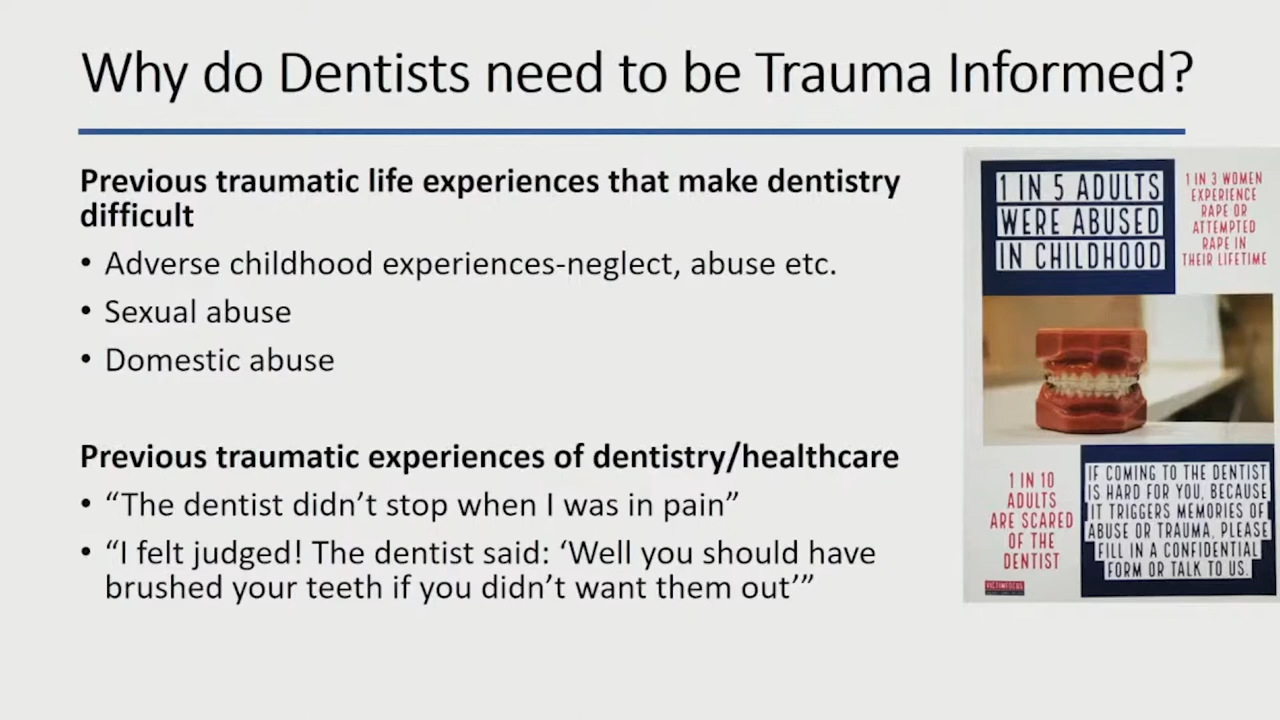 Why do Dentists need to be Trauma Informed?
Previous traumatic life experiences that make dentistry
difficult
• Adverse childhood experiences-neglect, abuse etc.
• Sexual abuse
• Domestic abuse
Previous traumatic experiences of dentistry/healthcare
• “The dentist didn’t stop when I was in pain”
• “I felt judged! The dentist said: ‘Well you should have
brushed your teeth if you didn’t want them out’”
1 IN 5 ADULTS
WERE ABUSED
IN CHILDHOOD
1 IN 3 WOMEN
EXPERIENCE
RAPE OR
ATTEMPTED
RAPE IN
THEIR LIFETIME
1 IN 10
ADULTS
ARE SCARED
OF THE
DENTIST
IF COMING TO THE DENTIST
IS HARD FOR YOU, BECAUSE
IT TRIGGERS MEMORIES OF
ABUSE OR TRAUMA, PLEASE
FILL IN A CONFIDENTIAL
FORM OR TALK TO US.
VICTIMFOCUS